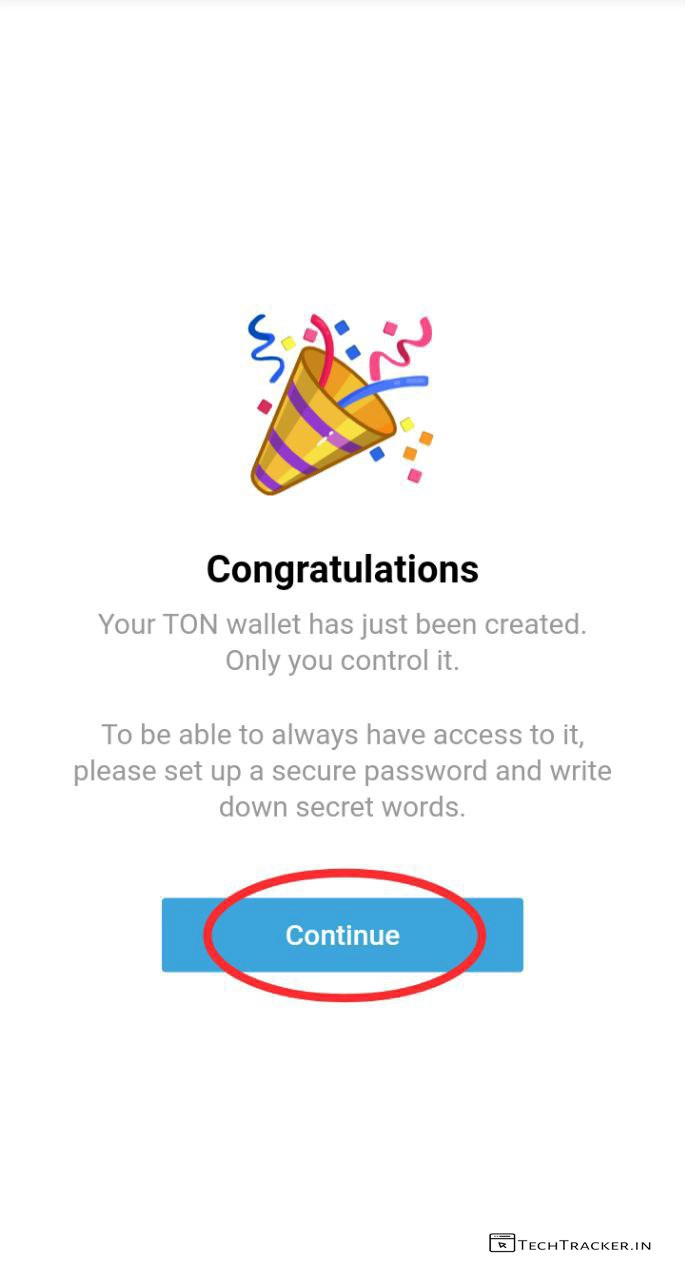 Congratulations
Your TON wallet has just been created.
Only you control it.
To be able to always have access to it,
please set up a secure password and write
down secret words.
Continue
TECHTRACKER.IN